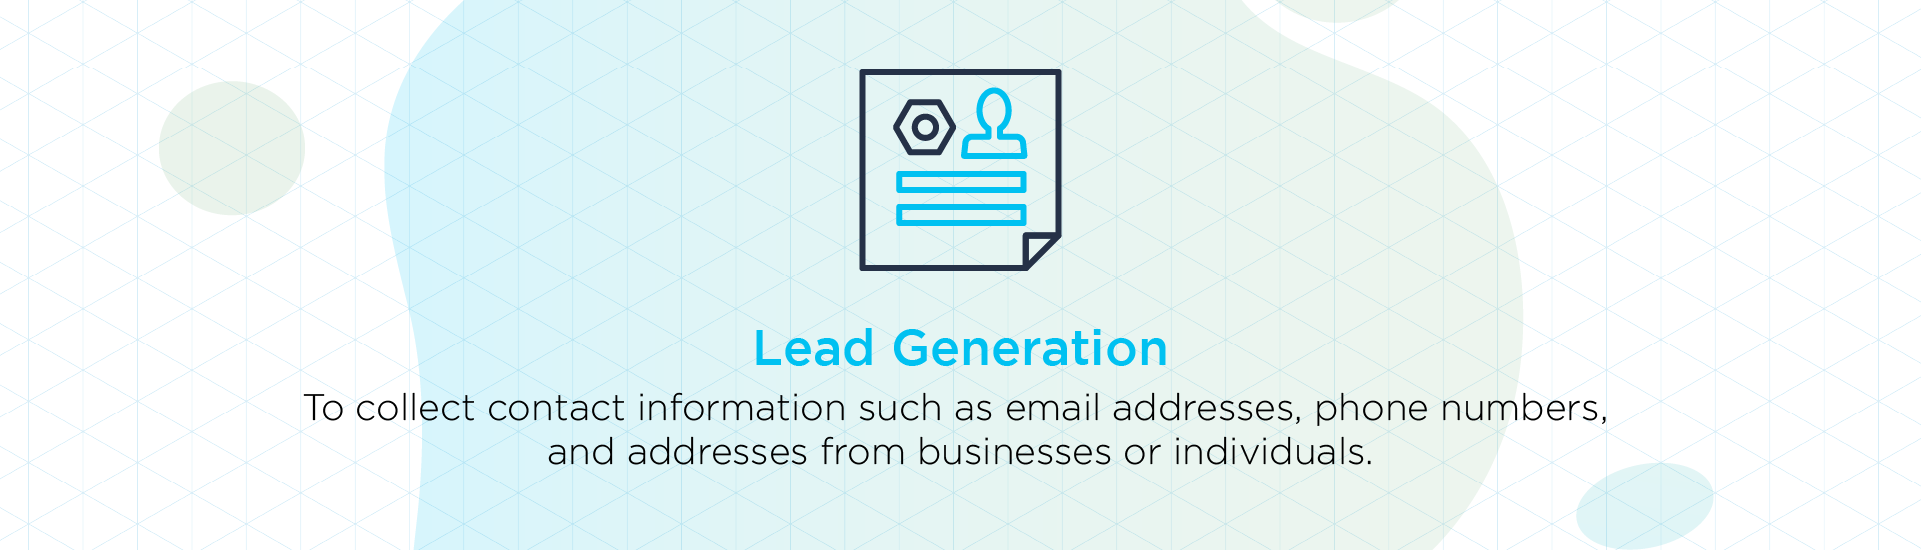 Lead Generation
To collect contact information such as email addresses, phone numbers,
and addresses from businesses or individuals.